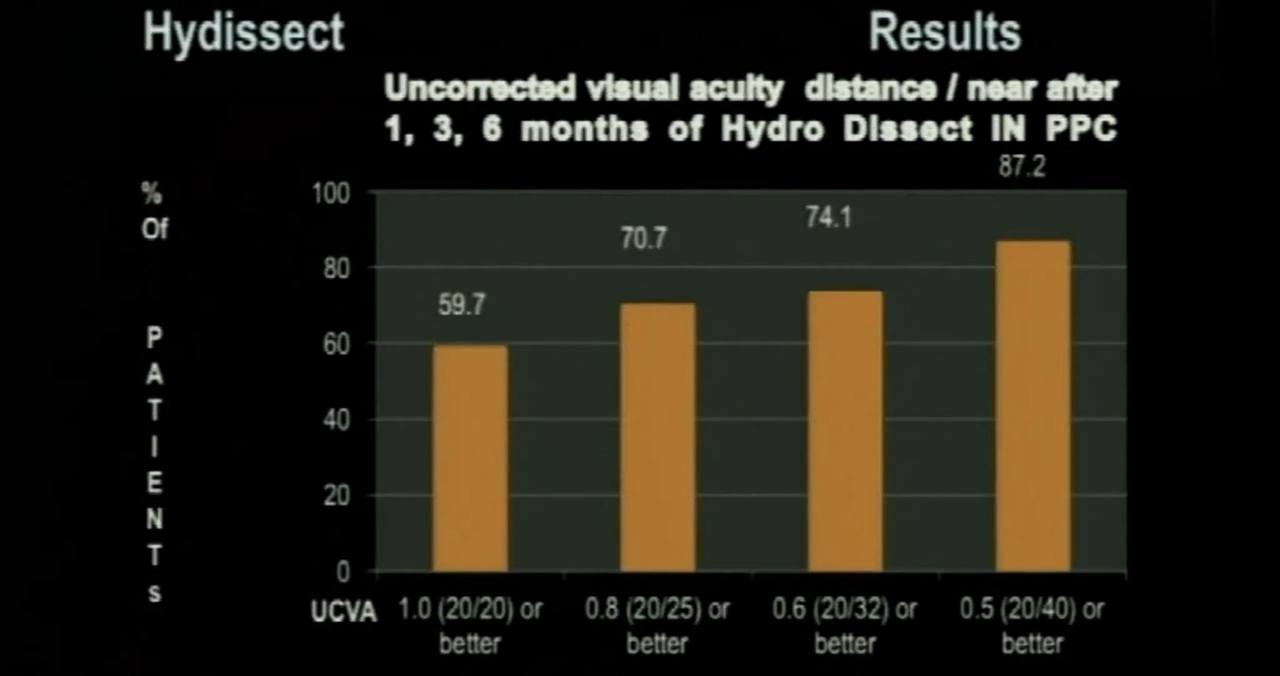 Hydissect
Results
Uncorrected visual acuity distance / near after
1, 3, 6 months of Hydro Dissect IN PPC
%
Of
P
A
T
I
E
N
T
s
100
80
60
40
20
0
59.7
70.7
74.1
87.2
UCVA
1.0 (20/20) or
better
0.8 (20/25) or
better
0.6 (20/32) or
better
0.5 (20/40) or
better